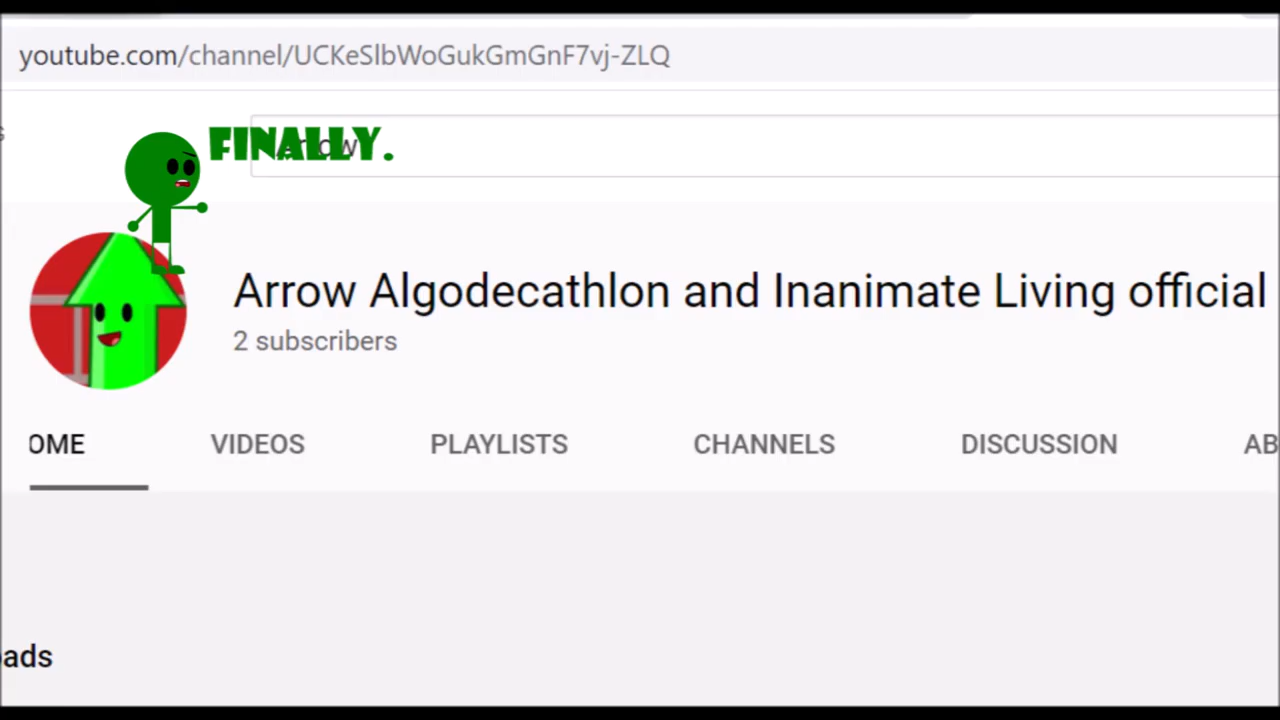 youtube.com/channel/UCKeSlbWoGukGmGnF7vj-ZLQ
FINALLY.
Arrow Algodecathlon and Inanimate Living official
2 subscribers
OME VIDEOS PLAYLISTS CHANNELS DISCUSSION AB
oads